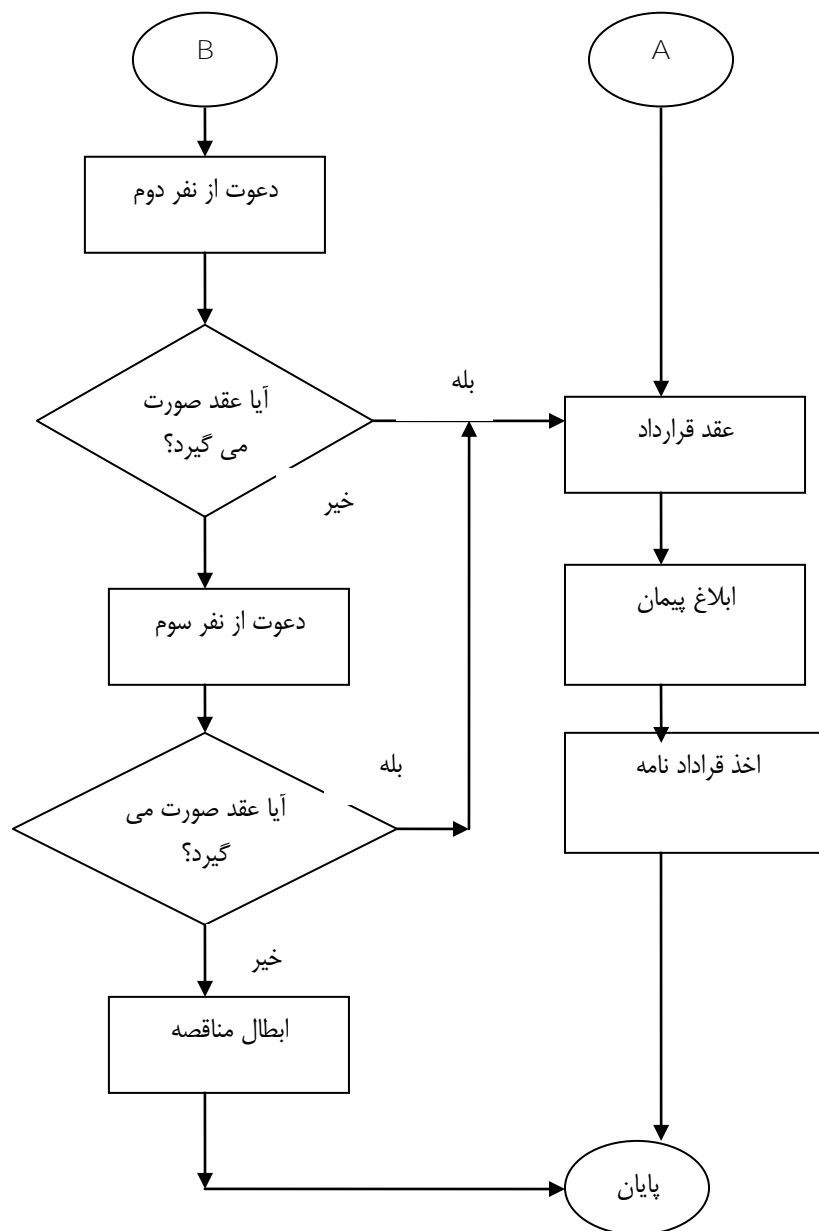 B
A
دعوت از نفر دوم
بله
آیا عقد صورت
می گیرد؟
عقد قرارداد
خیر
ابلاغ پیمان
دعوت از نفر سوم
بله
اخذ قراداد نامه
آیا عقد صورت می
گیرد؟
خیر
ابطال مناقصه
پایان